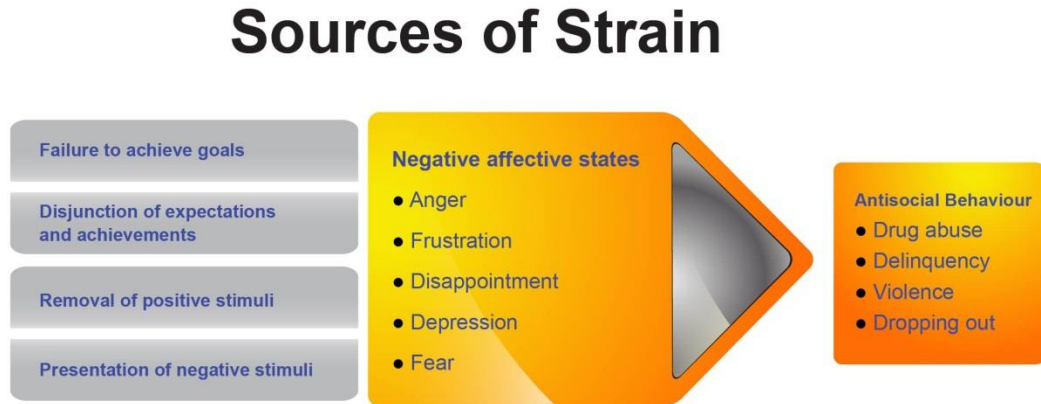 Sources of Strain
Failure to achieve goals
Disjunction of expectations
and achievements
Removal of positive stimuli
Presentation of negative stimuli
Negative affective states
● Anger
● Frustration
● Disappointment
● Depression
● Fear
Antisocial Behaviour
● Drug abuse
● Delinquency
● Violence
● Dropping out